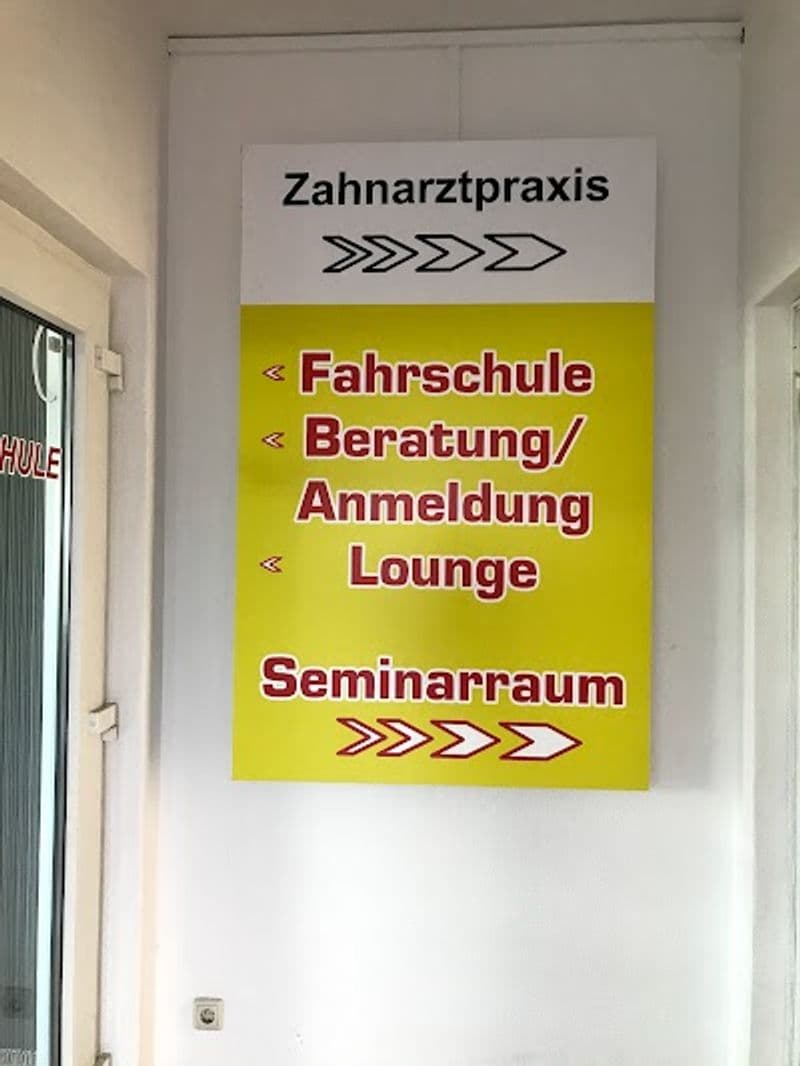 Zahnarztpraxis
Fahrschule
Beratung/
Anmeldung
Lounge
Seminarraum
HULE